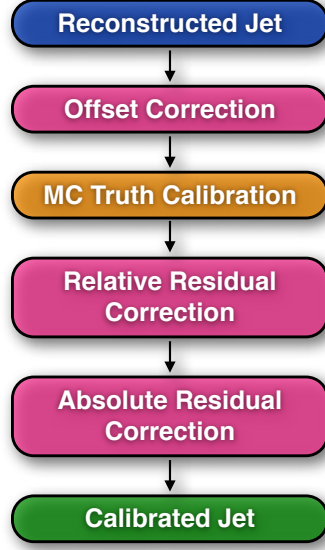 Reconstructed Jet
Offset Correction
MC Truth Calibration
Relative Residual
Correction
Absolute Residual
Correction
Calibrated Jet